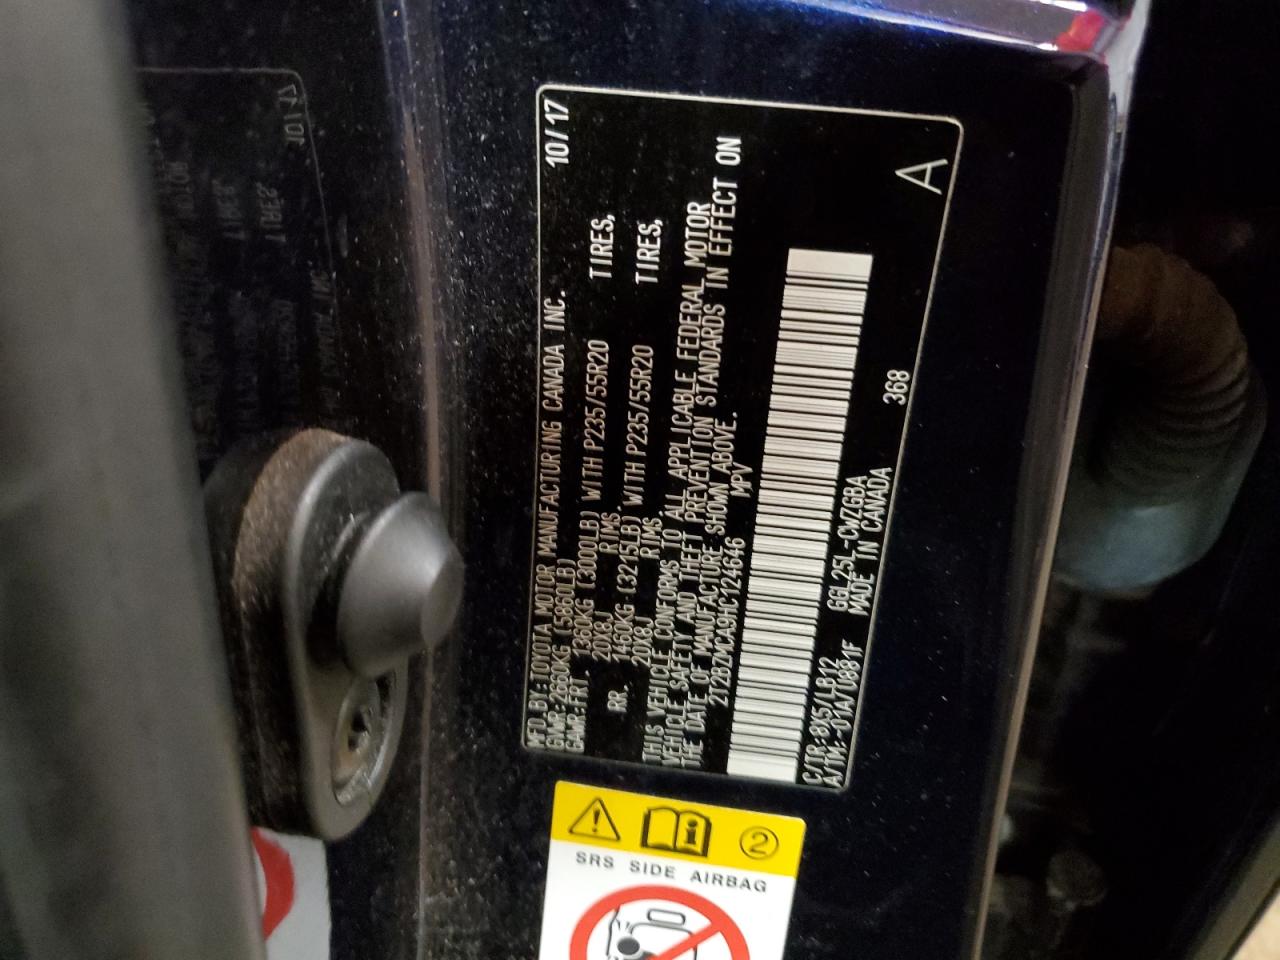 MFD.BY:TOYOTA MOTOR MANUFACTURING CANADA INC. 10/17
GVWR:2660KG (5860LB)
GAWR-FRT 1360KG (3000LB) WITH P235/55R20 TIRES,
20X8J RIMS,
RR. 1460KG (3215LB) WITH P235/55R20 TIRES,
20X8J RIMS
THIS VEHICLE CONFORMS TO ALL APPLICABLE FEDERAL MOTOR
VEHICLE SAFETY AND THEFT PREVENTION STANDARDS IN EFFECT ON
THE DATE OF MANUFACTURE SHOWN ABOVE.
2T2BZMCA9HC124646 MPV
C/TR:8X5/LB12 GGL25L-CWZGBA 368
A/TM:-01A/U881F MADE IN CANADA
A
2
SRS SIDE AIRBAG